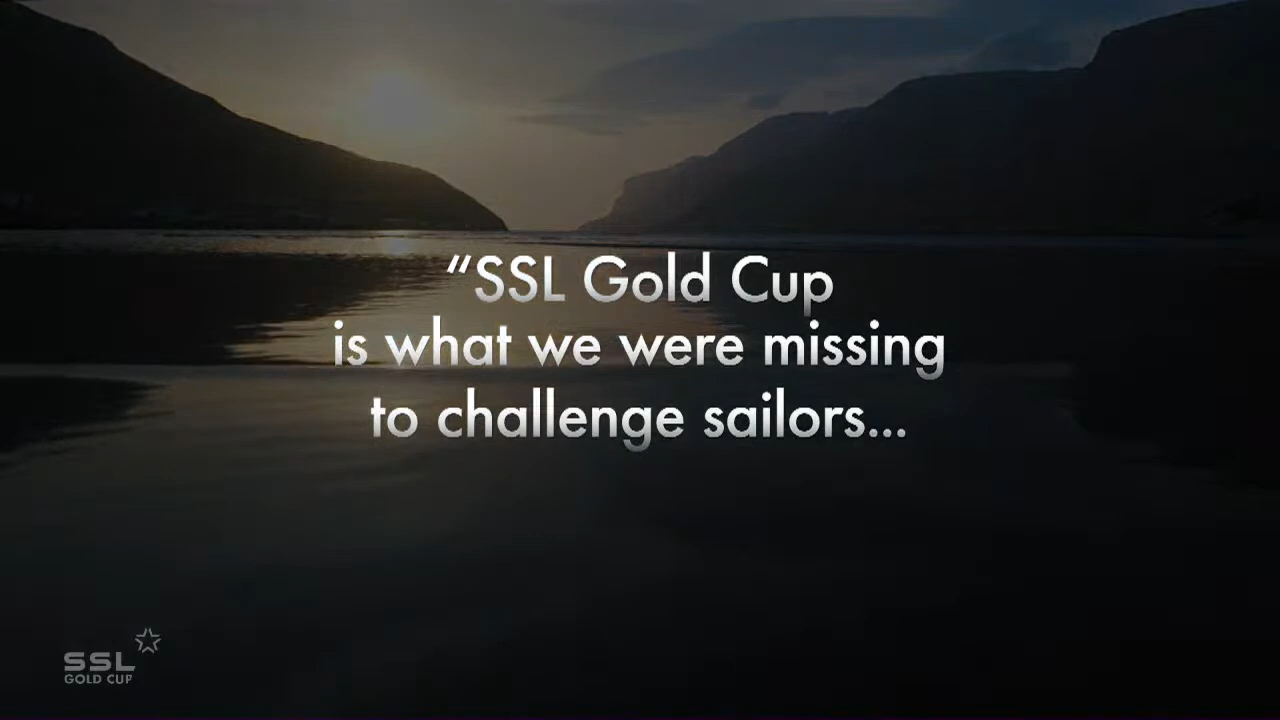 “SSL Gold Cup
is what we were missing
to challenge sailors...
SSL
GOLD CUP